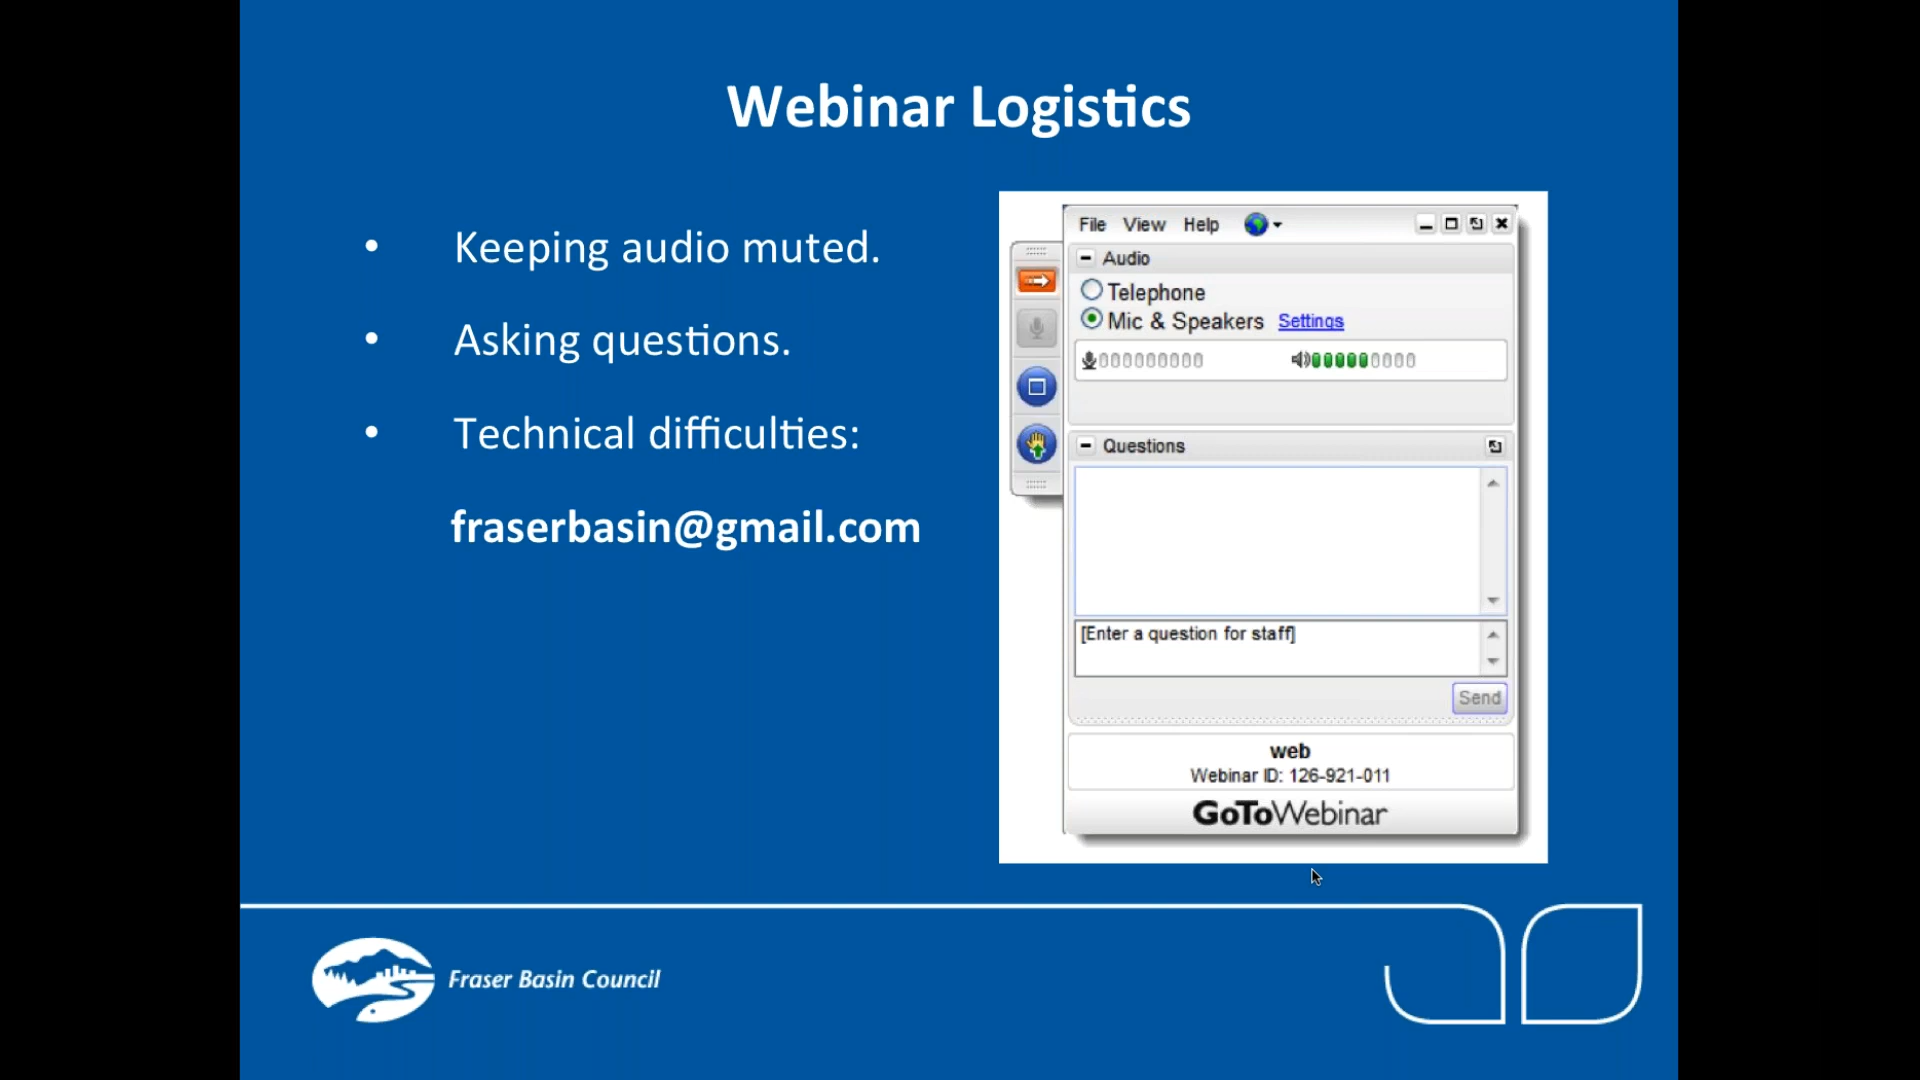 Webinar Logistics
• Keeping audio muted.
• Asking questions.
• Technical difficulties:
fraserbasin@gmail.com
File View Help
Audio
Telephone
Mic & Speakers Settings
Questions
[Enter a question for staff]
Send
web
Webinar ID: 126-921-011
GoToWebinar
Fraser Basin Council